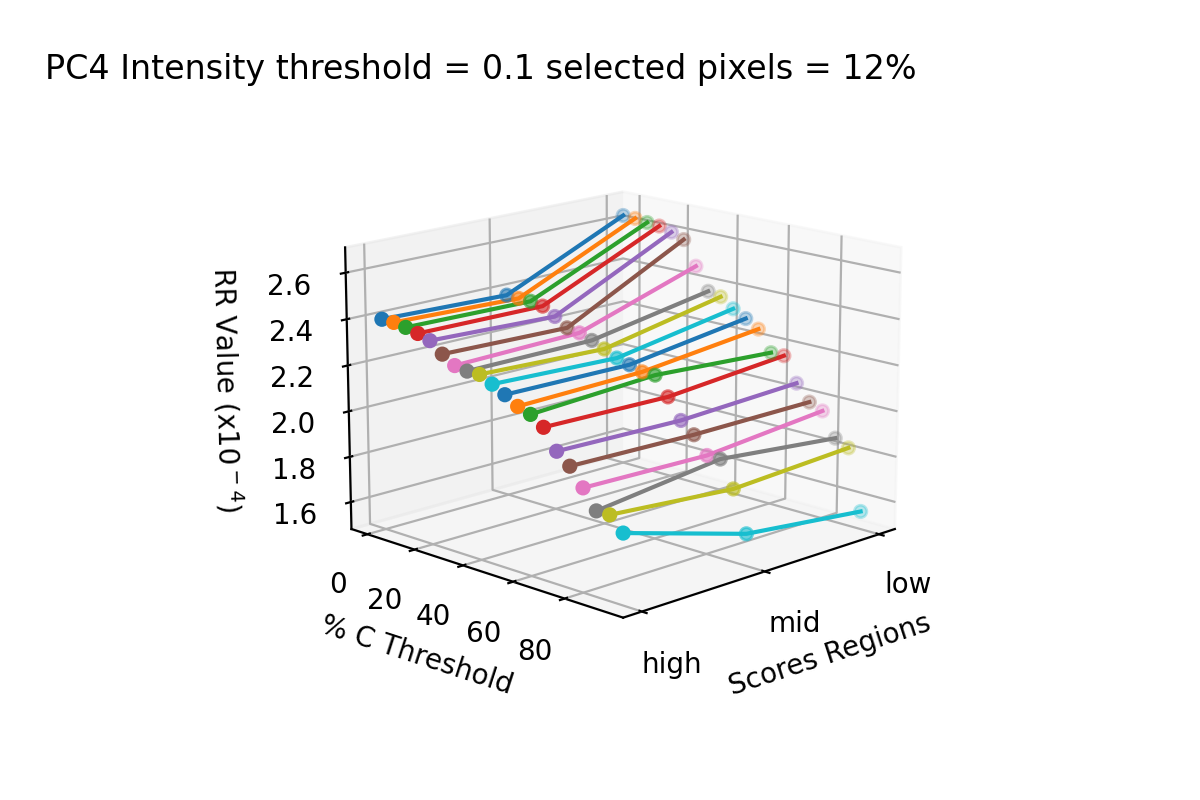 PC4 Intensity threshold = 0.1 selected pixels = 12%
RR Value (x10⁻⁴)
2.6
2.4
2.2
2.0
1.8
1.6
0
20
40
60
80
% C Threshold
high
mid
low
Scores Regions